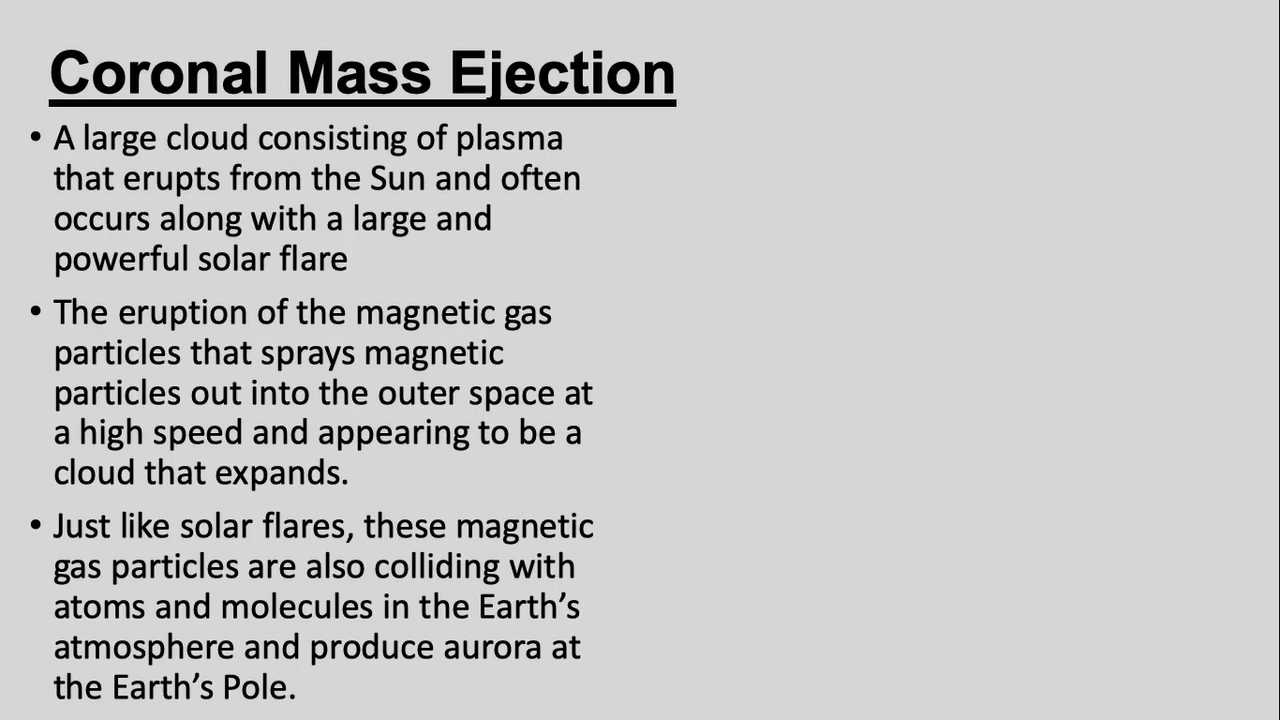 Coronal Mass Ejection
• A large cloud consisting of plasma
that erupts from the Sun and often
occurs along with a large and
powerful solar flare
• The eruption of the magnetic gas
particles that sprays magnetic
particles out into the outer space at
a high speed and appearing to be a
cloud that expands.
• Just like solar flares, these magnetic
gas particles are also colliding with
atoms and molecules in the Earth’s
atmosphere and produce aurora at
the Earth’s Pole.